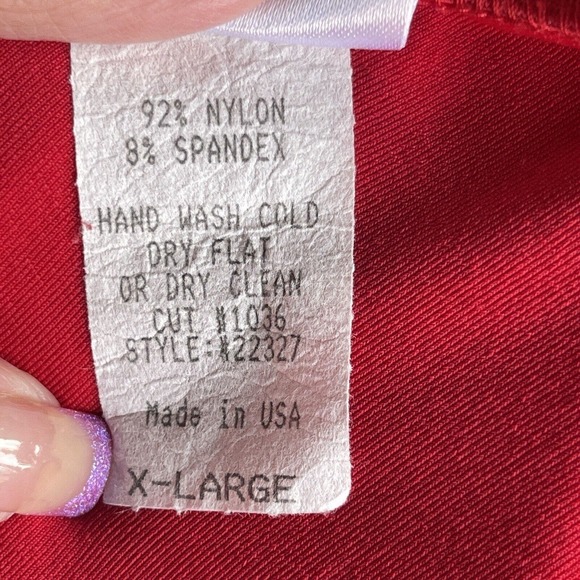 92% NYLON
8% SPANDEX
HAND WASH COLD
DRY FLAT
OR DRY CLEAN
CUT #1036
STYLE:#22327
Made in USA
X-LARGE